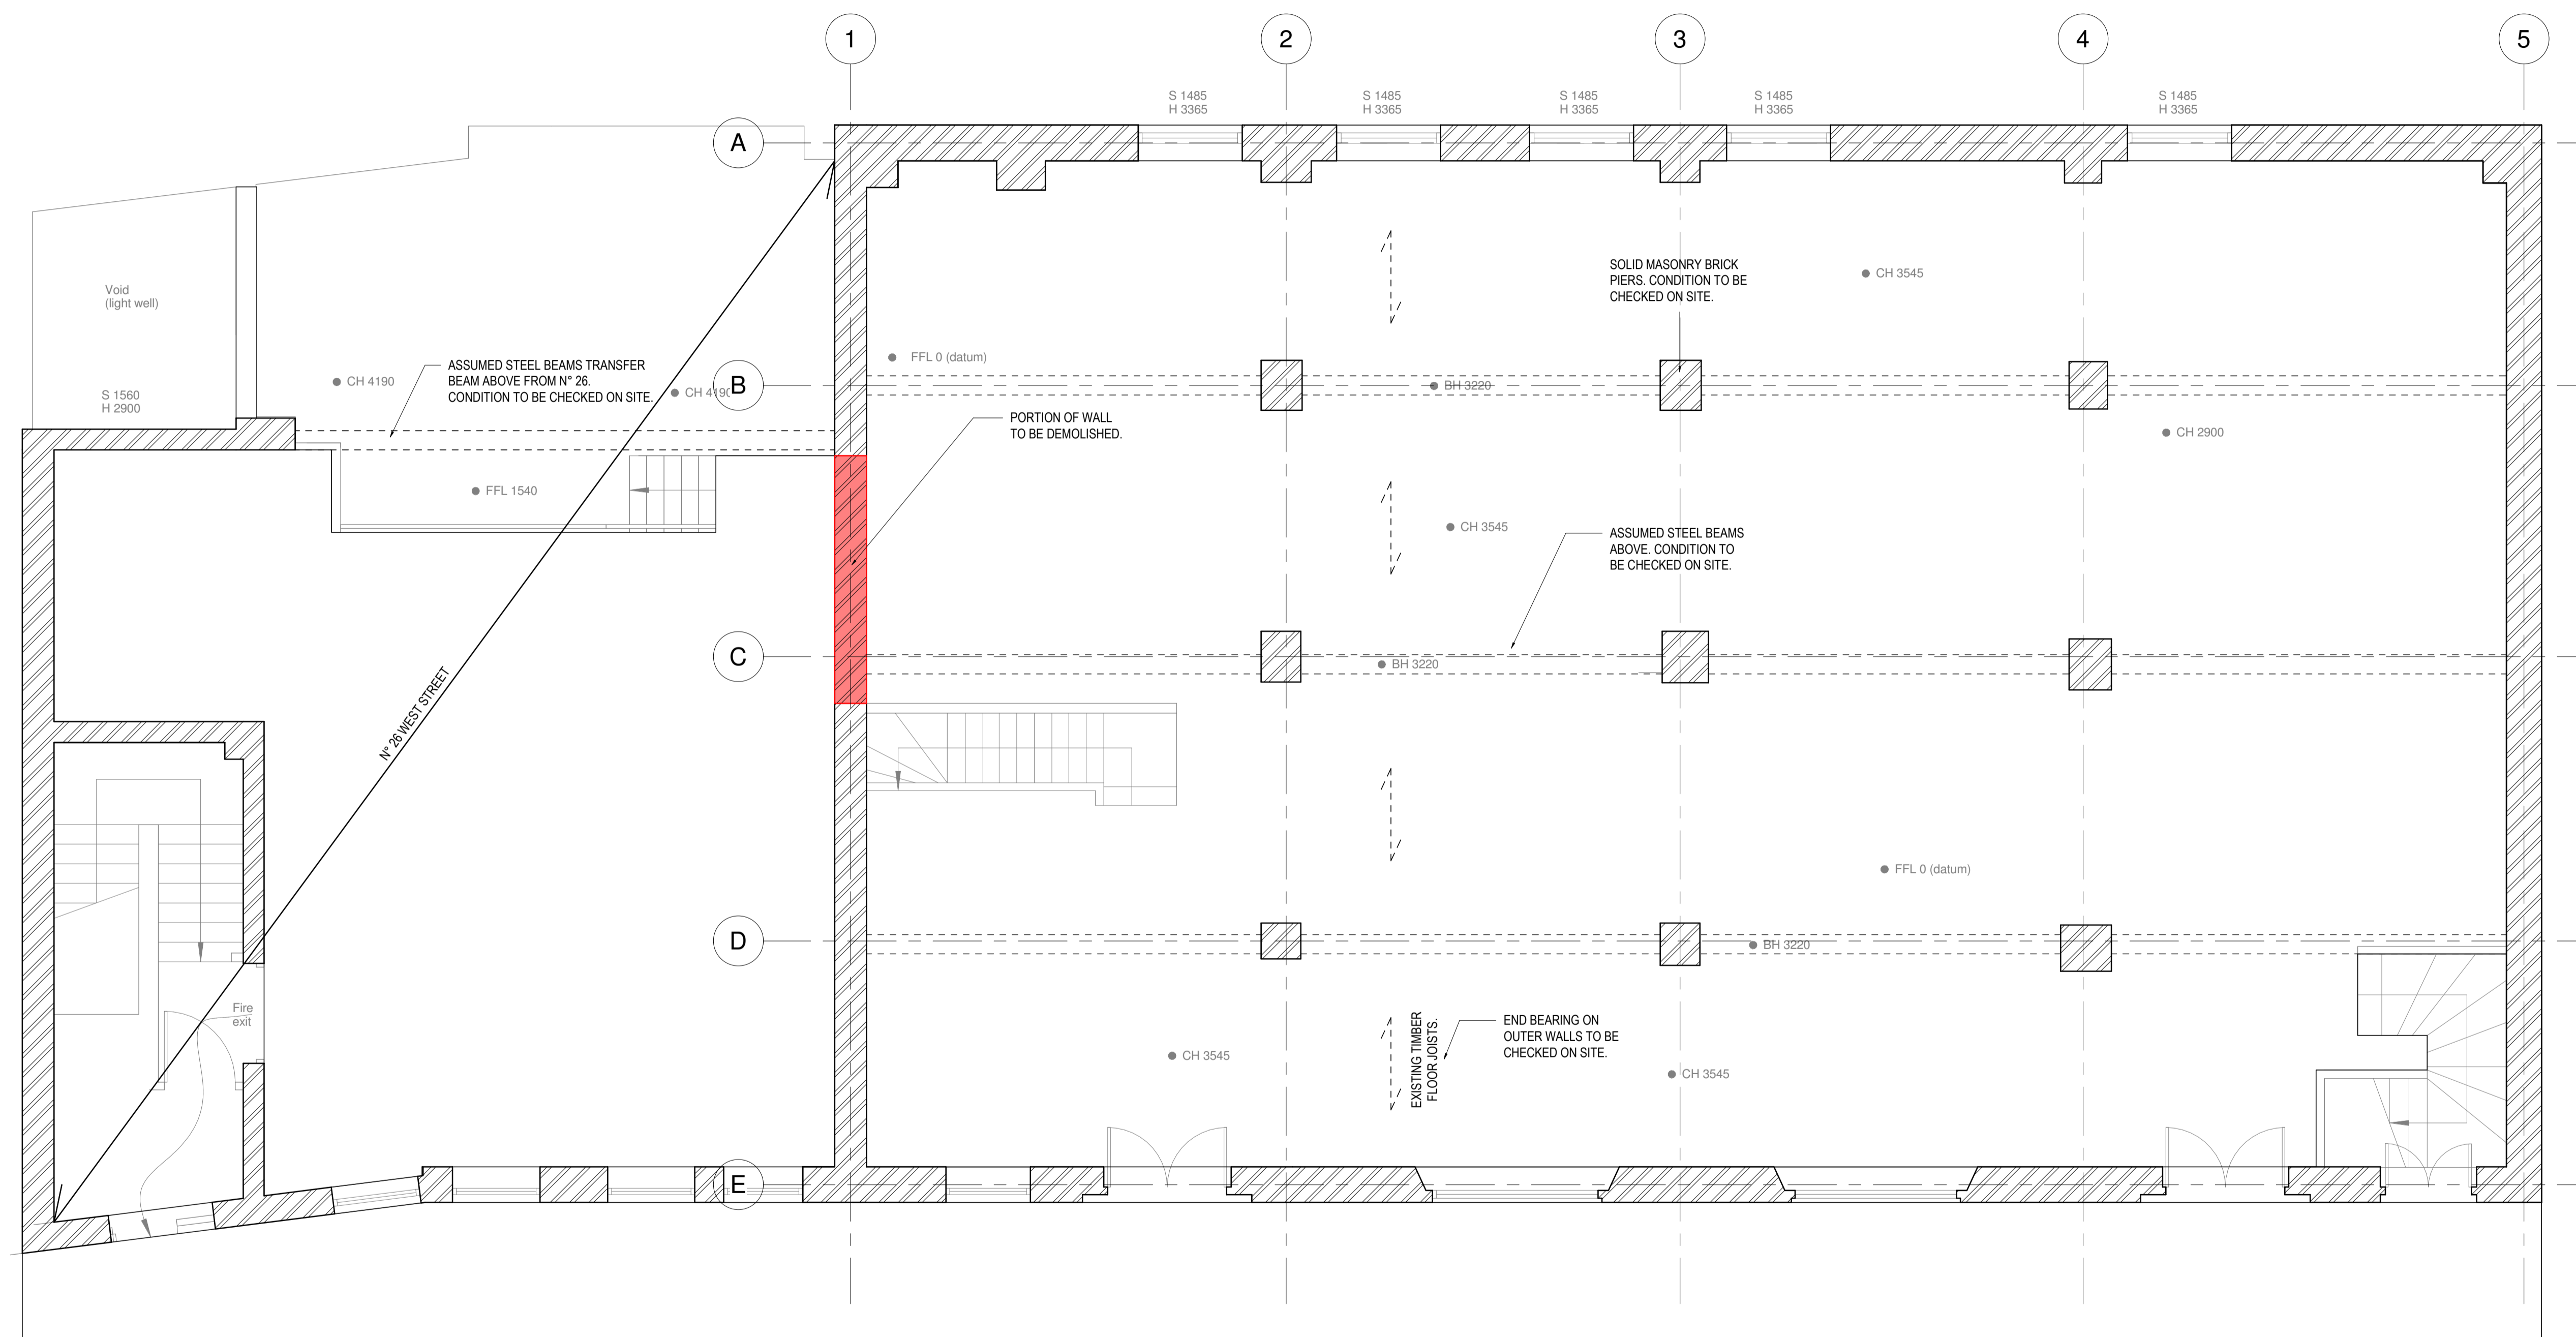 1
2
3
4
5
S 1485
H 3365
S 1485
H 3365
S 1485
H 3365
S 1485
H 3365
S 1485
H 3365
A
SOLID MASONRY BRICK
PIERS. CONDITION TO BE
CHECKED ON SITE.
CH 3545
Void
(light well)
FFL 0 (datum)
ASSUMED STEEL BEAMS TRANSFER
BEAM ABOVE FROM N° 26.
CONDITION TO BE CHECKED ON SITE.
CH 4190
CH 4190
B
BH 3220
S 1560
H 2900
PORTION OF WALL
TO BE DEMOLISHED.
CH 2900
FFL 1540
CH 3545
ASSUMED STEEL BEAMS
ABOVE. CONDITION TO
BE CHECKED ON SITE.
C
BH 3220
N° 26 WEST STREET
FFL 0 (datum)
D
BH 3220
Fire
exit
EXISTING TIMBER
FLOOR JOISTS.
END BEARING ON
OUTER WALLS TO BE
CHECKED ON SITE.
CH 3545
CH 3545
E